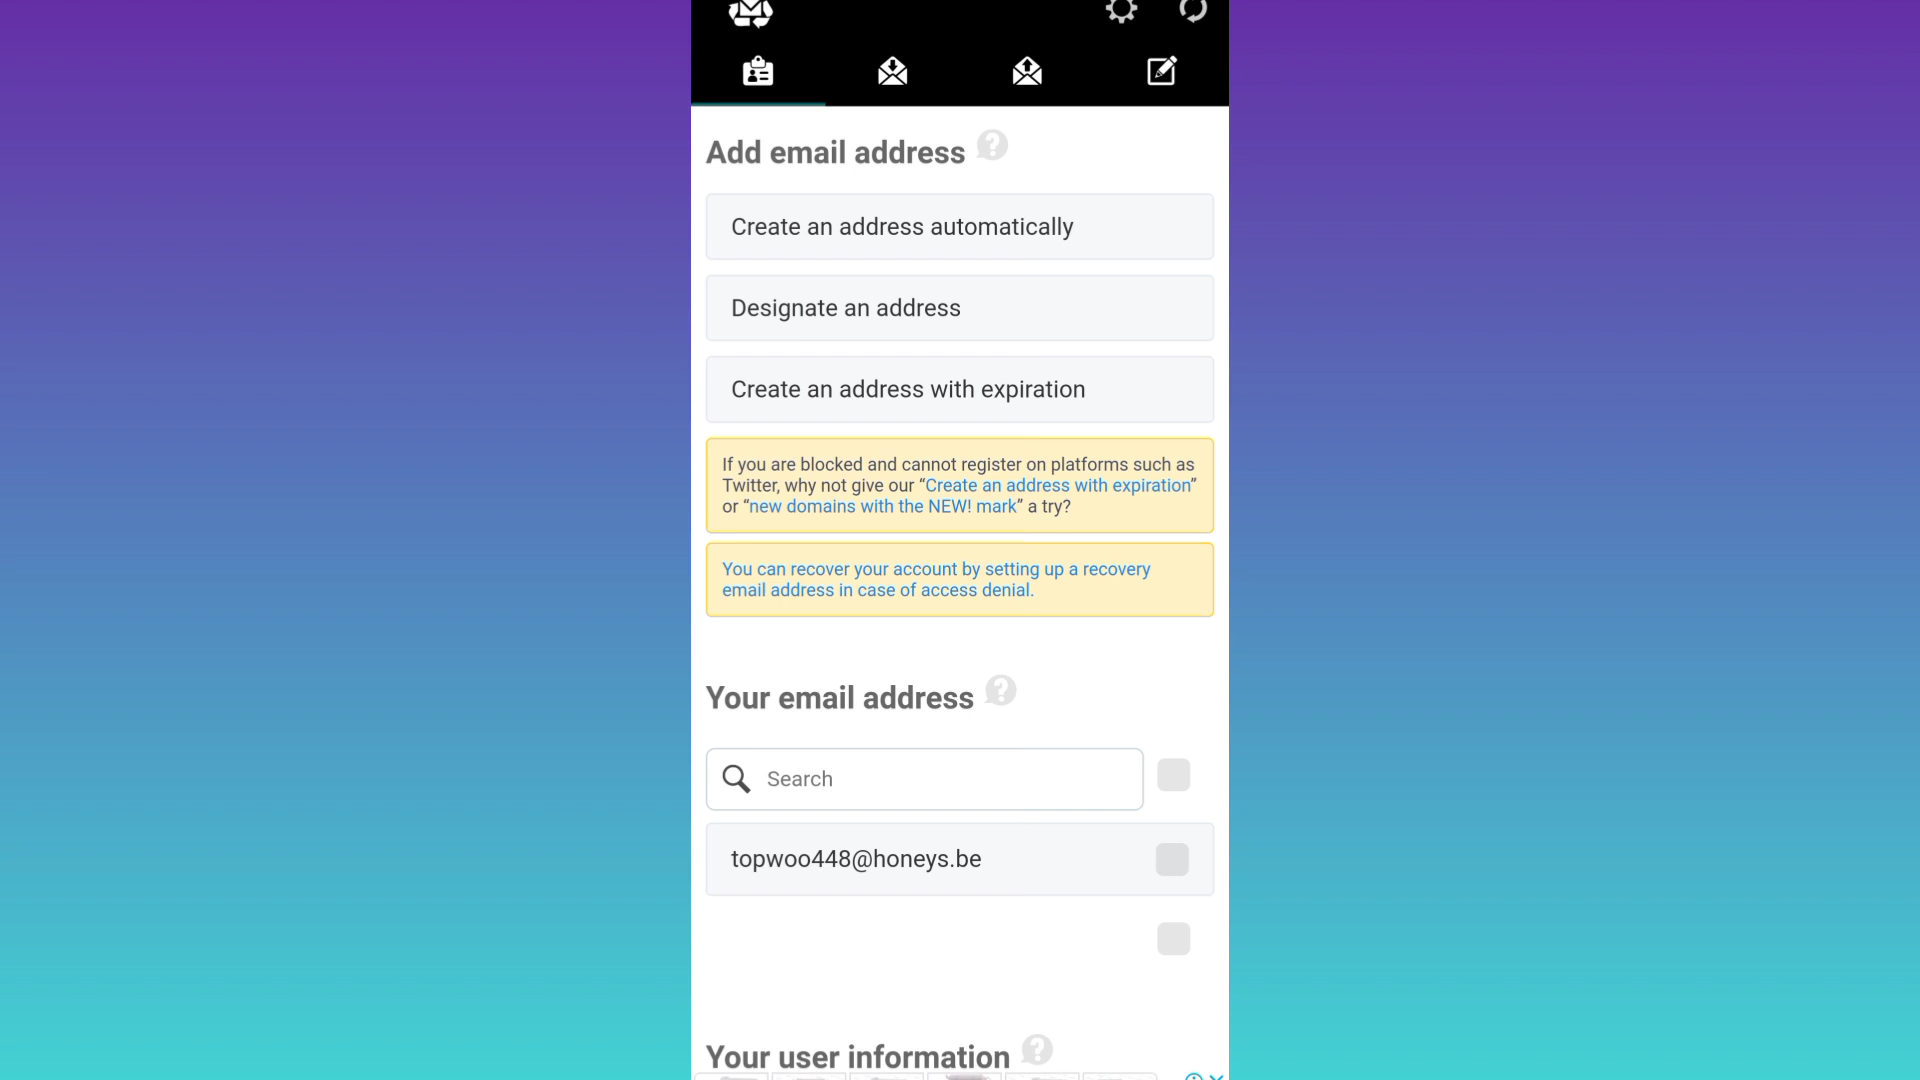 Add email address
Create an address automatically
Designate an address
Create an address with expiration
If you are blocked and cannot register on platforms such as
Twitter, why not give our “Create an address with expiration”
or “new domains with the NEW! mark” a try?
You can recover your account by setting up a recovery
email address in case of access denial.
Your email address
Search
topwoo448@honeys.be
Your user information